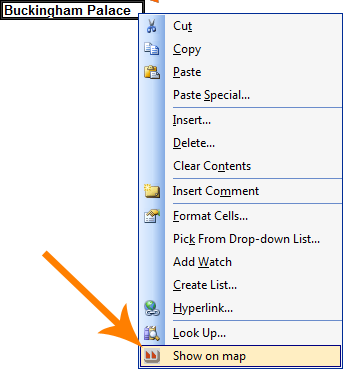 Buckingham Palace
Cut
Copy
Paste
Paste Special...
Insert...
Delete...
Clear Contents
Insert Comment
Format Cells...
Pick From Drop-down List...
Add Watch
Create List...
Hyperlink...
Look Up...
Show on map